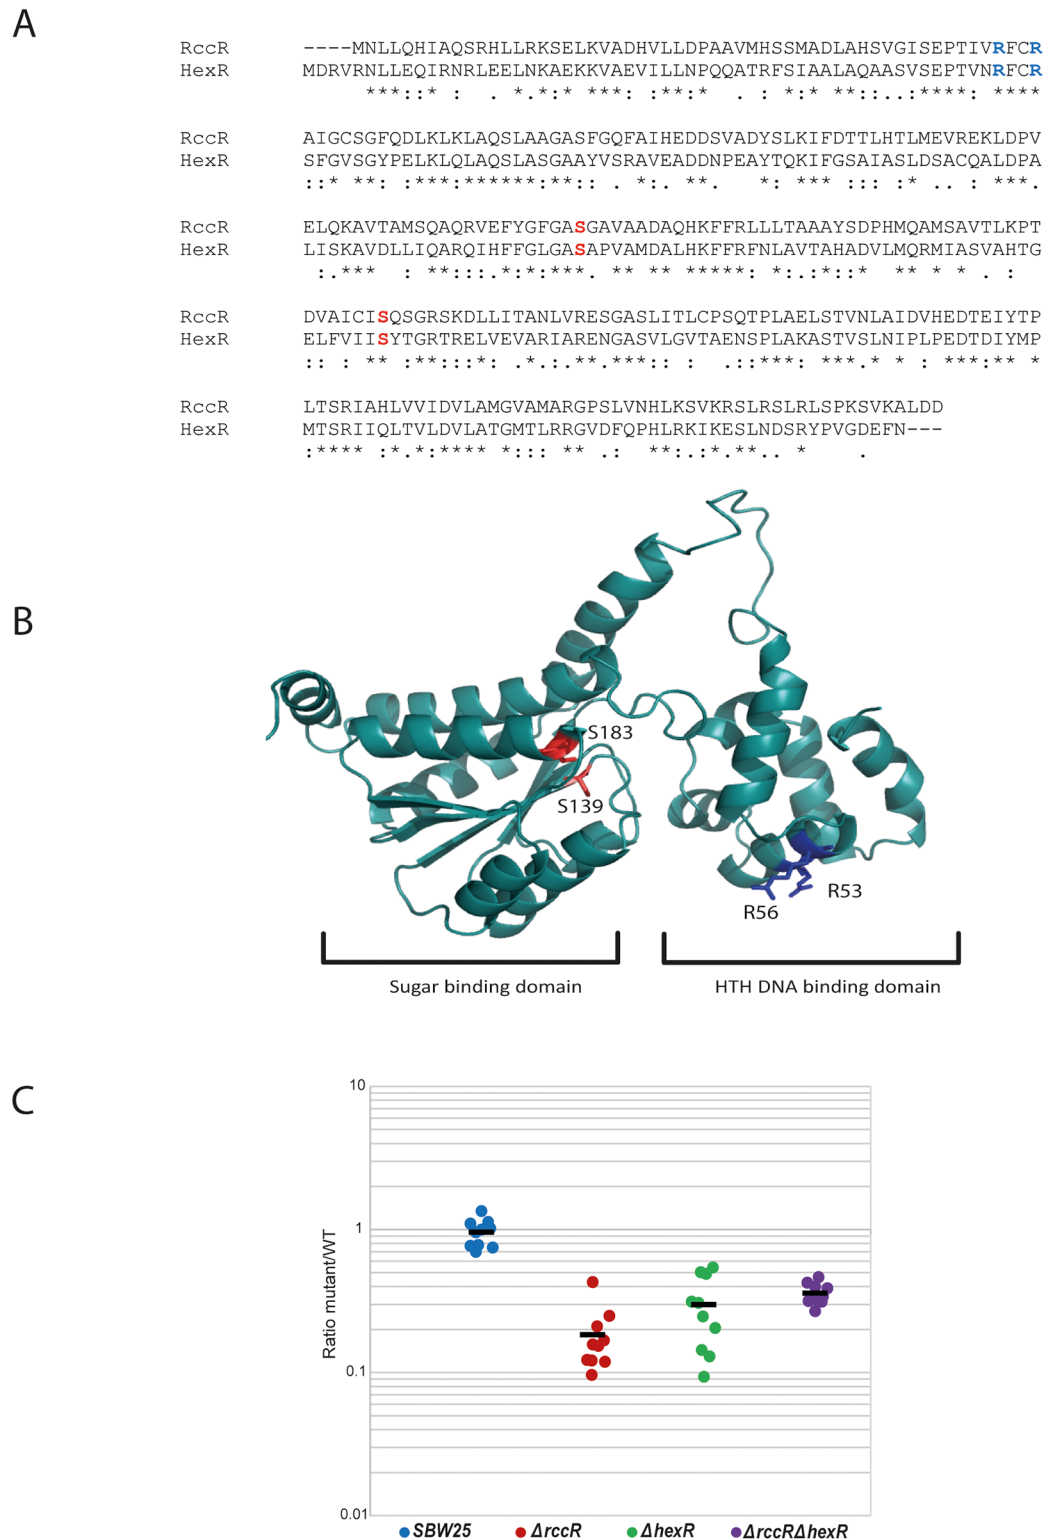 A
RccR ----MNLLQHIAQSRHLLRKSELKVADHVLLDPAAVMHSSMADLAHSVGISEPTIVRFCR
HexR MDRVRNLLEQIRNRLEELNKAEKKVAEVILLNPQQATRFSIAALAQAASVSEPTVNRFCR
***:: : . *.*:* ***: :**:* . : *:* **::..:****: ****
RccR AIGCSGFQDLKLKLAQSLAAGASFGQFAIHEDDSVADYSLKIFDTTLHTLMEVREKLDPV
HexR SFGVSGYPELKLQLAQSLASGAAYVSRAVEADDNPEAYTQKIFGSAIASLDSACQALDPA
::* **: :***:******:**:: . *:. **. *: ***.::: :* .. : ***.
RccR ELQKAVTAMSQAQRVEFYGFGASGAVAADAQHKFFRLLLTAAAYSDPHMQAMSAVTLKPT
HexR LISKAVDLLIQARQIHFFGLGASAPVAMDALHKFFRFNLAVTAHADVLMQRMIASVAHTG
:.*** : **::::.*:*:***. ** ** *****: *:.:*::* ** * * . :
RccR DVAICISQSGRSKDLLITANLVRESGASLITLCPSQTPLAELSTVNLAIDVHEDTEIYTP
HexR ELFVIISYTGRTRELVEVARIARENGASVLGVTAENSPLAKASTVSLNIPLPEDTDIYMP
:: : ** :**:::*: .*.:.**.***:: : .::***: ***.* * : ***:** *
RccR LTSRIAHLVVIDVLAMGVAMARGPSLVNHLKSVKRSLRSLRLSPKSVKALDD
HexR MTSRIIQLTVLDVLATGMTLRRGVDFQPHLRKIKESLNDSRYPVGDEFN---
:**** :*.*:**** *::: ** .: **:.:*.**.. * .
B
S183
S139
R53
R56
Sugar binding domain HTH DNA binding domain
C
Ratio mutant/WT
10
1
0.1
0.01
SBW25 ΔrccR ΔhexR ΔrccRΔhexR